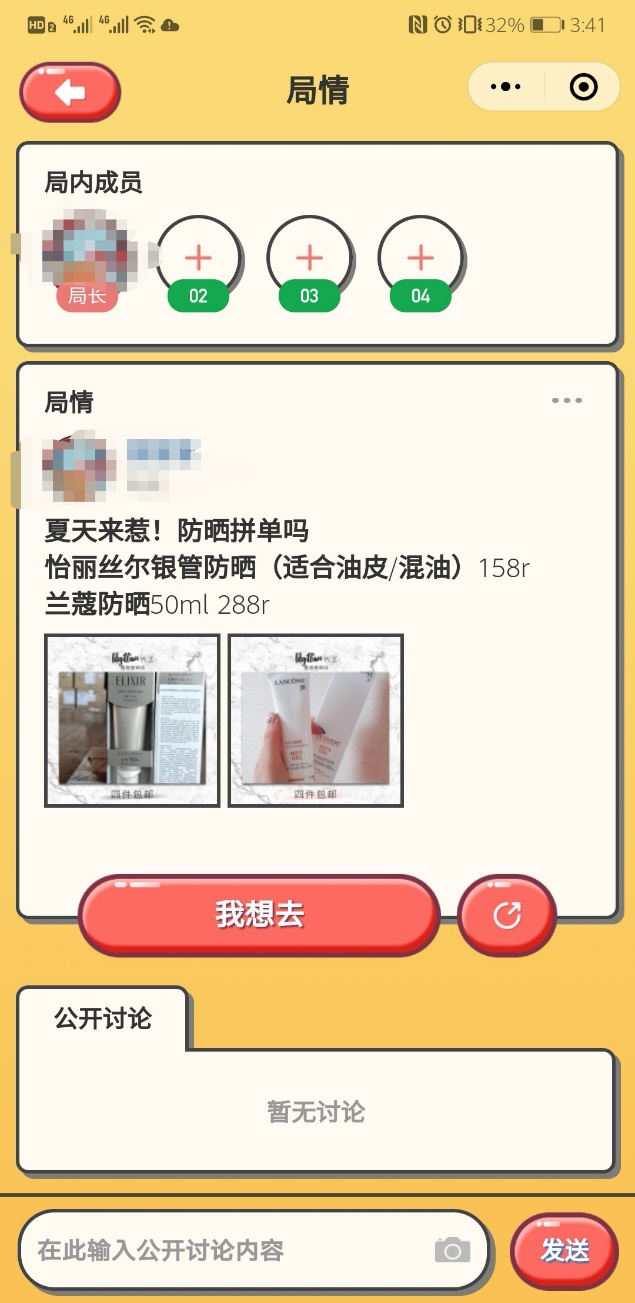 HD 2 4G 4G 32% 3:41
局情
局内成员
局长 02 03 04
局情
夏天来惹！防晒拼单吗
怡丽丝尔银管防晒（适合油皮/混油）158r
兰蔻防晒50ml 288r
ELIXIR
四件包邮
LANCÔME
四件包邮
我想去
公开讨论
暂无讨论
在此输入公开讨论内容
发送